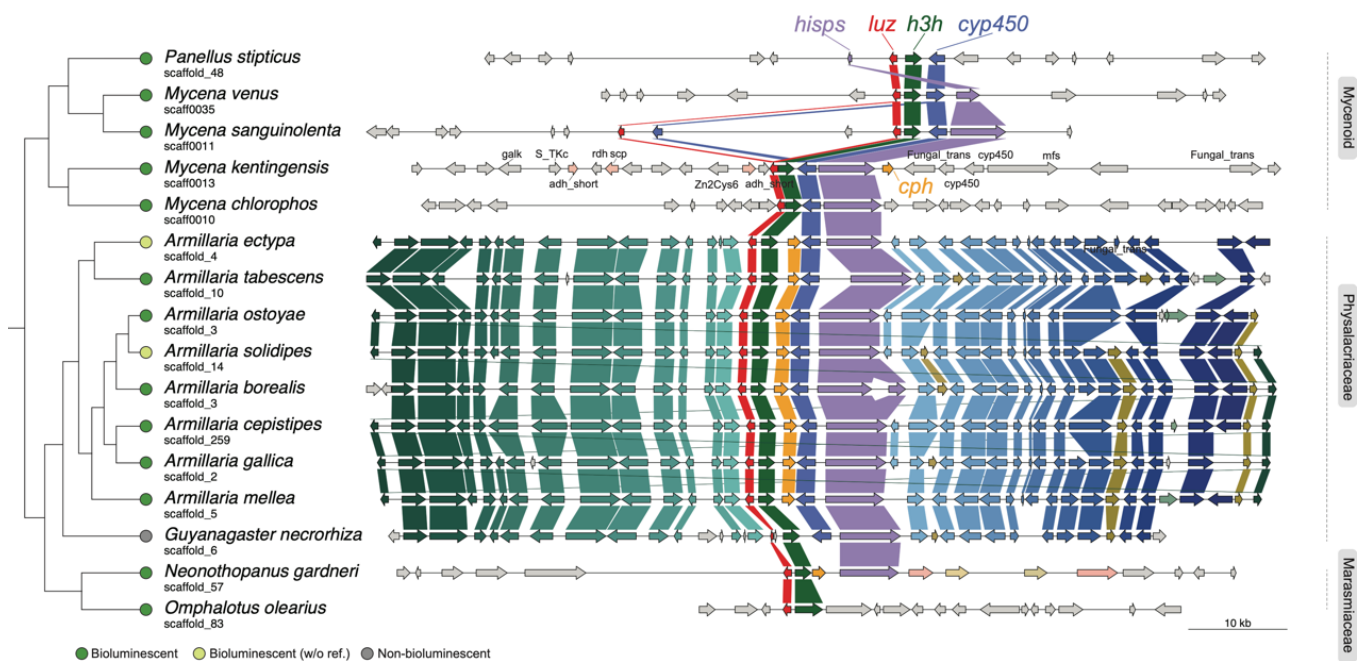 hisps luz h3h cyp450
Panellus stipticus
scaffold_48
Mycena venus
scaff0035
Mycena sanguinolenta
scaff0011
galk S_TKc rdh scp Fungal_trans cyp450 mfs Fungal_trans
Mycena kentingensis
scaff0013
adh_short Zn2Cys6 adh_short cyp450
cph
Mycena chlorophos
scaff0010
Armillaria ectypa
scaffold_4
Fungal_trans
Armillaria tabescens
scaffold_10
Armillaria ostoyae
scaffold_3
Armillaria solidipes
scaffold_14
Armillaria borealis
scaffold_3
Armillaria cepistipes
scaffold_259
Armillaria gallica
scaffold_2
Armillaria mellea
scaffold_5
Guyanagaster necrorhiza
scaffold_6
Neonothopanus gardneri
scaffold_57
Omphalotus olearius
scaffold_83
10 kb
Bioluminescent Bioluminescent (w/o ref.) Non-bioluminescent
Mycenoid
Physalacriaceae
Marasmiaceae